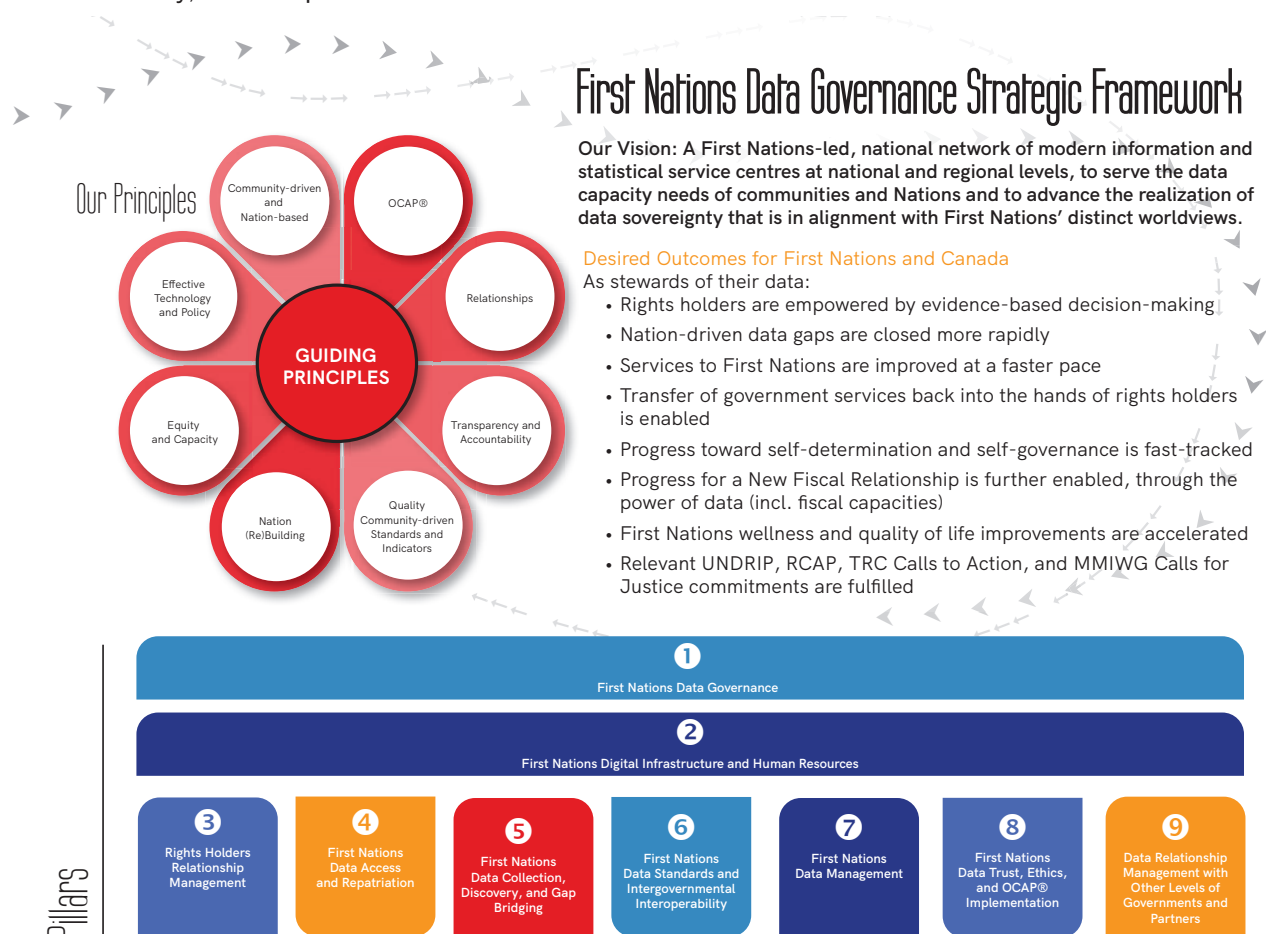 First Nations Data Governance Strategic Framework
Our Vision: A First Nations-led, national network of modern information and
statistical service centres at national and regional levels, to serve the data
capacity needs of communities and Nations and to advance the realization of
data sovereignty that is in alignment with First Nations’ distinct worldviews.
Our Principles
Community-driven
and
Nation-based
OCAP®
Relationships
Transparency and
Accountability
Quality
Community-driven
Standards and
Indicators
Nation
(Re)Building
Equity
and Capacity
Effective
Technology
and Policy
GUIDING
PRINCIPLES
Desired Outcomes for First Nations and Canada
As stewards of their data:
• Rights holders are empowered by evidence-based decision-making
• Nation-driven data gaps are closed more rapidly
• Services to First Nations are improved at a faster pace
• Transfer of government services back into the hands of rights holders
is enabled
• Progress toward self-determination and self-governance is fast-tracked
• Progress for a New Fiscal Relationship is further enabled, through the
power of data (incl. fiscal capacities)
• First Nations wellness and quality of life improvements are accelerated
• Relevant UNDRIP, RCAP, TRC Calls to Action, and MMIWG Calls for
Justice commitments are fulfilled
Pillars
1
First Nations Data Governance
2
First Nations Digital Infrastructure and Human Resources
3
Rights Holders
Relationship
Management
4
First Nations
Data Access
and Repatriation
5
First Nations
Data Collection,
Discovery, and Gap
Bridging
6
First Nations
Data Standards and
Intergovernmental
Interoperability
7
First Nations
Data Management
8
First Nations
Data Trust, Ethics,
and OCAP®
Implementation
9
Data Relationship
Management with
Other Levels of
Governments and
Partners